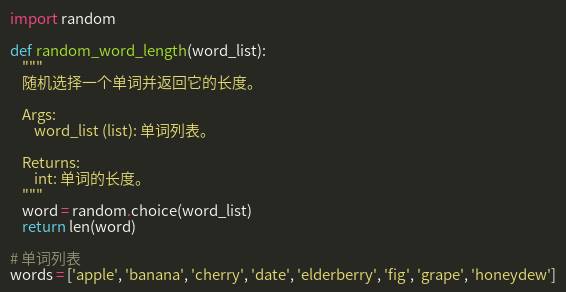 import random
def random_word_length(word_list):
"""
随机选择一个单词并返回它的长度。
Args:
word_list (list): 单词列表。
Returns:
int: 单词的长度。
"""
word = random.choice(word_list)
return len(word)
# 单词列表
words = ['apple', 'banana', 'cherry', 'date', 'elderberry', 'fig', 'grape', 'honeydew']